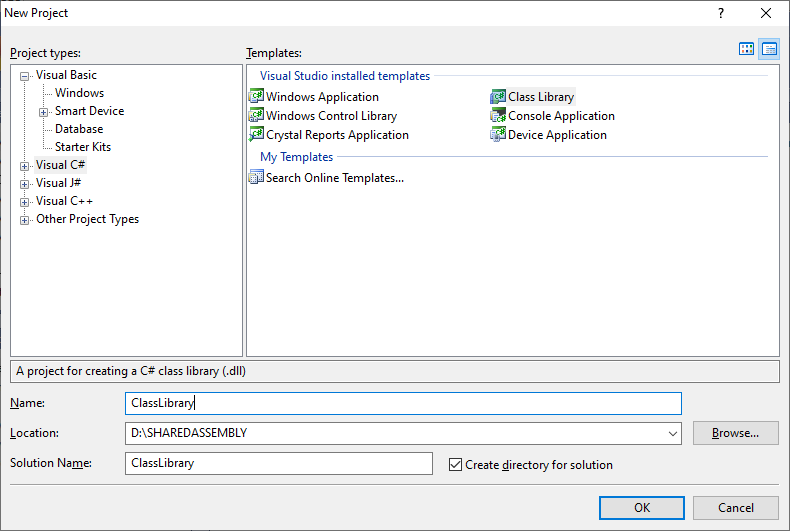 New Project
Project types:
Templates:
Visual Basic
Windows
Smart Device
Database
Starter Kits
Visual C#
Visual J#
Visual C++
Other Project Types
Visual Studio installed templates
Windows Application
Class Library
Windows Control Library
Console Application
Crystal Reports Application
Device Application
My Templates
Search Online Templates...
A project for creating a C# class library (.dll)
Name:
ClassLibrary
Location:
D:\SHAREDASSEMBLY
Browse...
Solution Name:
ClassLibrary
Create directory for solution
OK
Cancel